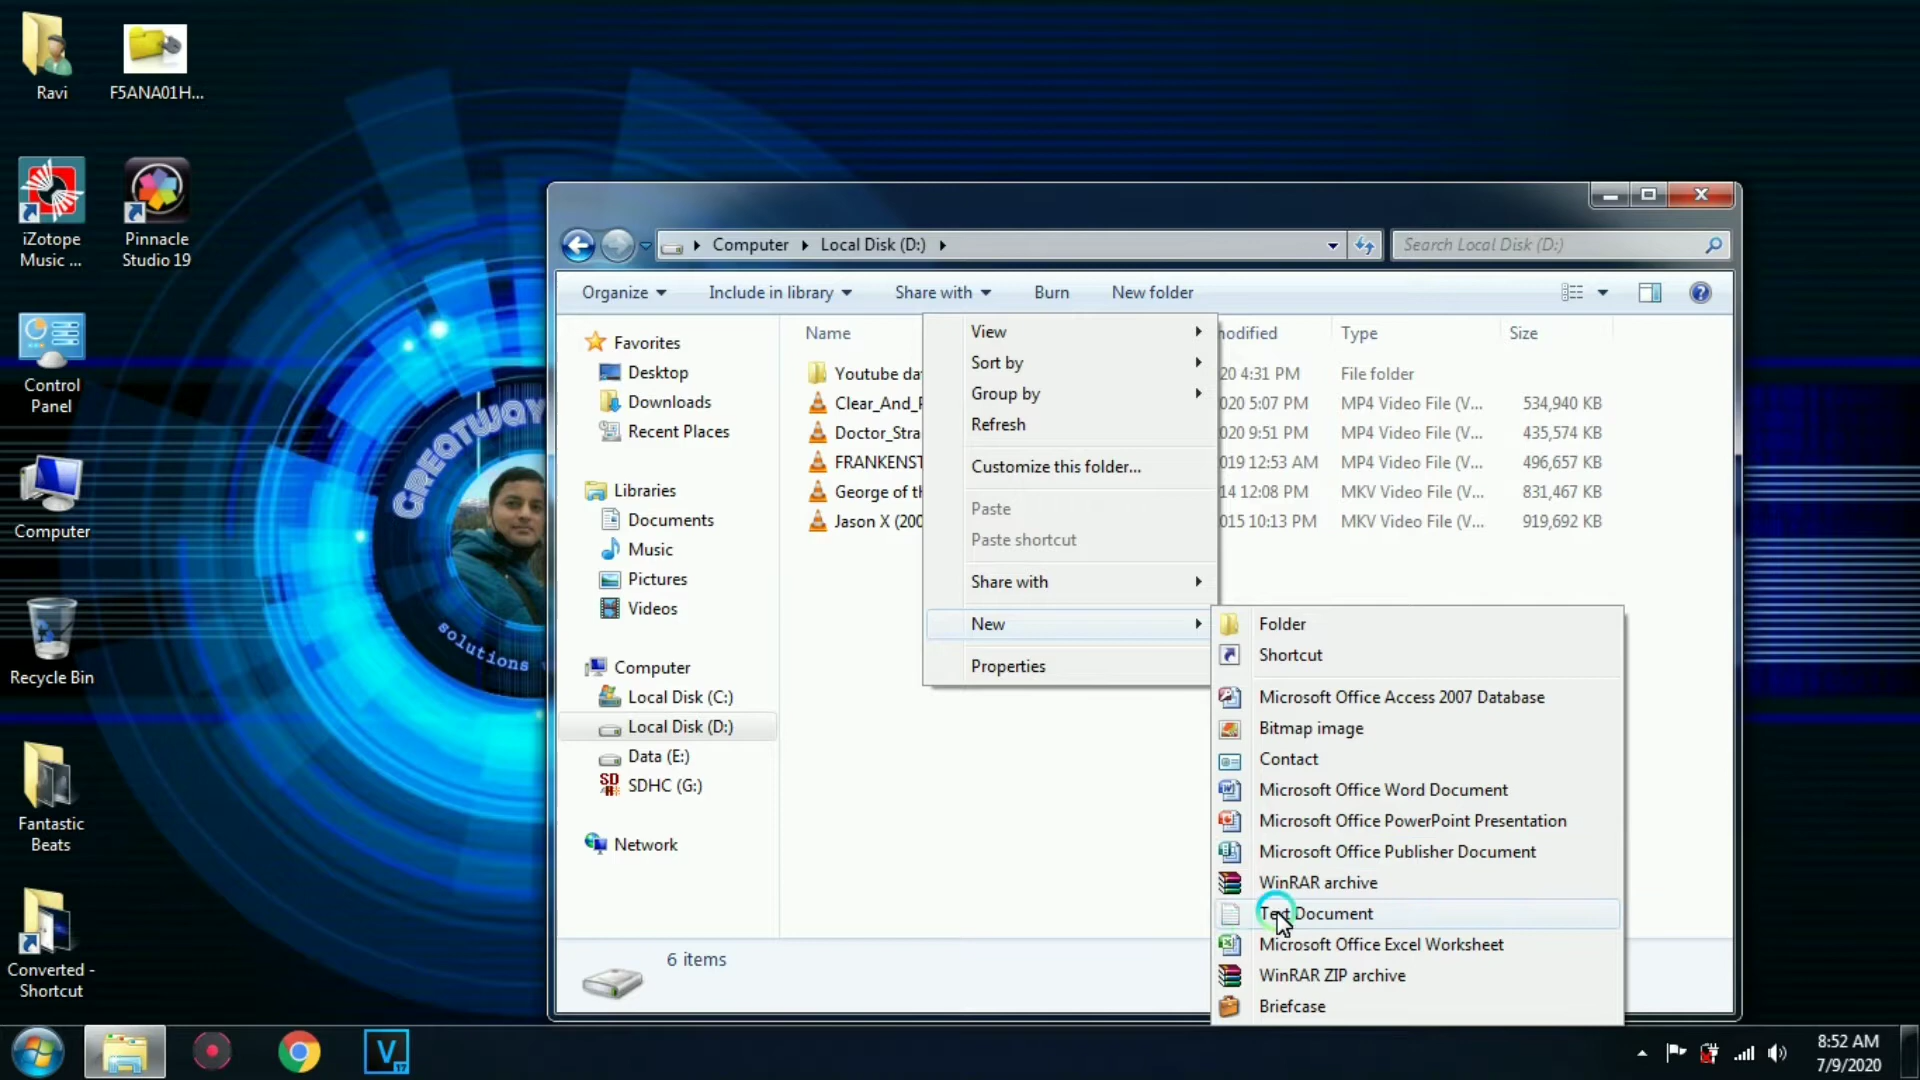 Ravi
F5ANA01H...
iZotope
Music ...
Pinnacle
Studio 19
Control
Panel
Computer
Recycle Bin
Fantastic
Beats
Converted -
Shortcut
GREATWAY
solutions
Computer
Local Disk (D:)
Search Local Disk (D:)
Organize
Include in library
Share with
Burn
New folder
Favorites
Desktop
Downloads
Recent Places
Libraries
Documents
Music
Pictures
Videos
Computer
Local Disk (C:)
Local Disk (D:)
Data (E:)
SDHC (G:)
Network
Name
modified
Type
Size
Youtube da
20 4:31 PM
File folder
Clear_And_
020 5:07 PM
MP4 Video File (V...
534,940 KB
Doctor_Stra
020 9:51 PM
MP4 Video File (V...
435,574 KB
FRANKENST
019 12:53 AM
MP4 Video File (V...
496,657 KB
George of t
14 12:08 PM
MKV Video File (V...
831,467 KB
Jason X (200
015 10:13 PM
MKV Video File (V...
919,692 KB
View
Sort by
Group by
Refresh
Customize this folder...
Paste
Paste shortcut
Share with
New
Properties
Folder
Shortcut
Microsoft Office Access 2007 Database
Bitmap image
Contact
Microsoft Office Word Document
Microsoft Office PowerPoint Presentation
Microsoft Office Publisher Document
WinRAR archive
Text Document
Microsoft Office Excel Worksheet
WinRAR ZIP archive
Briefcase
6 items
SD
V
17
8:52 AM
7/9/2020